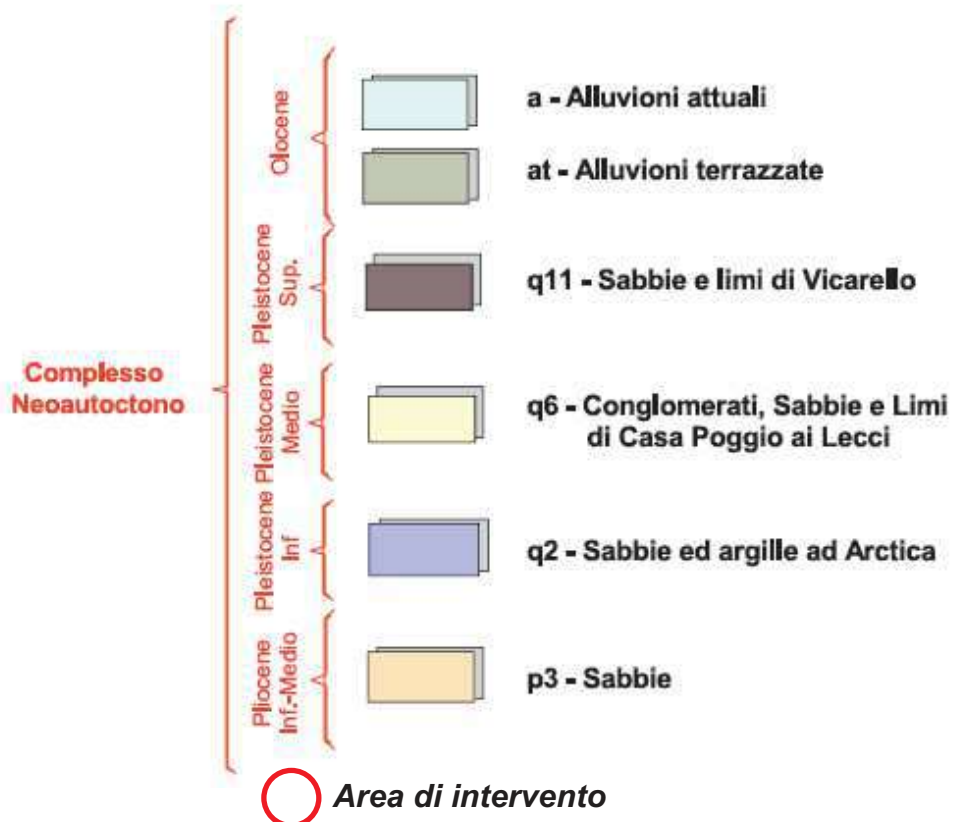 Complesso
Neoautoctono
Olocene
a - Alluvioni attuali
at - Alluvioni terrazzate
Pleistocene
Sup.
q11 - Sabbie e limi di Vicarello
Pleistocene
Medio
q6 - Conglomerati, Sabbie e Limi
di Casa Poggio ai Lecci
Pleistocene
Inf
q2 - Sabbie ed argille ad Arctica
Pliocene
Inf.-Medio
p3 - Sabbie
Area di intervento